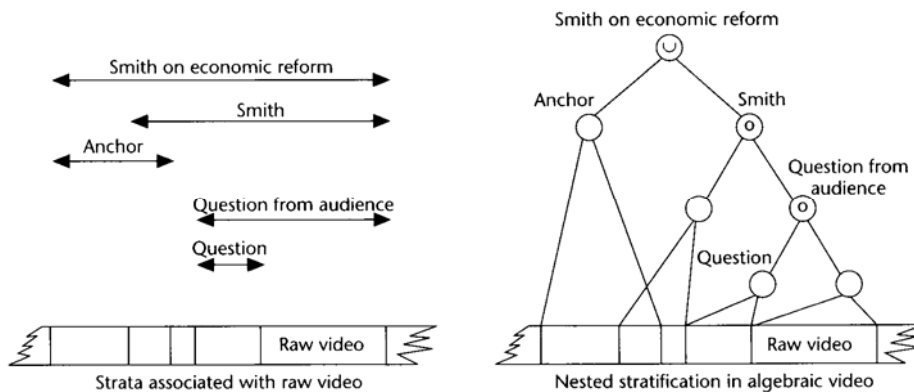 Smith on economic reform
Smith
Anchor
Question from audience
Question
Raw video
Strata associated with raw video
Smith on economic reform
Anchor
Smith
Question from
audience
Question
Raw video
Nested stratification in algebraic video